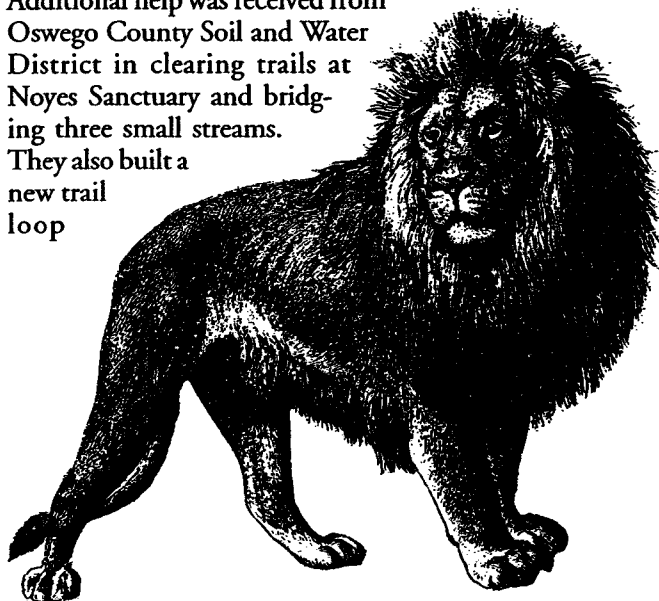 Additional help was received from
Oswego County Soil and Water
District in clearing trails at
Noyes Sanctuary and bridg-
ing three small streams.
They also built a
new trail
loop